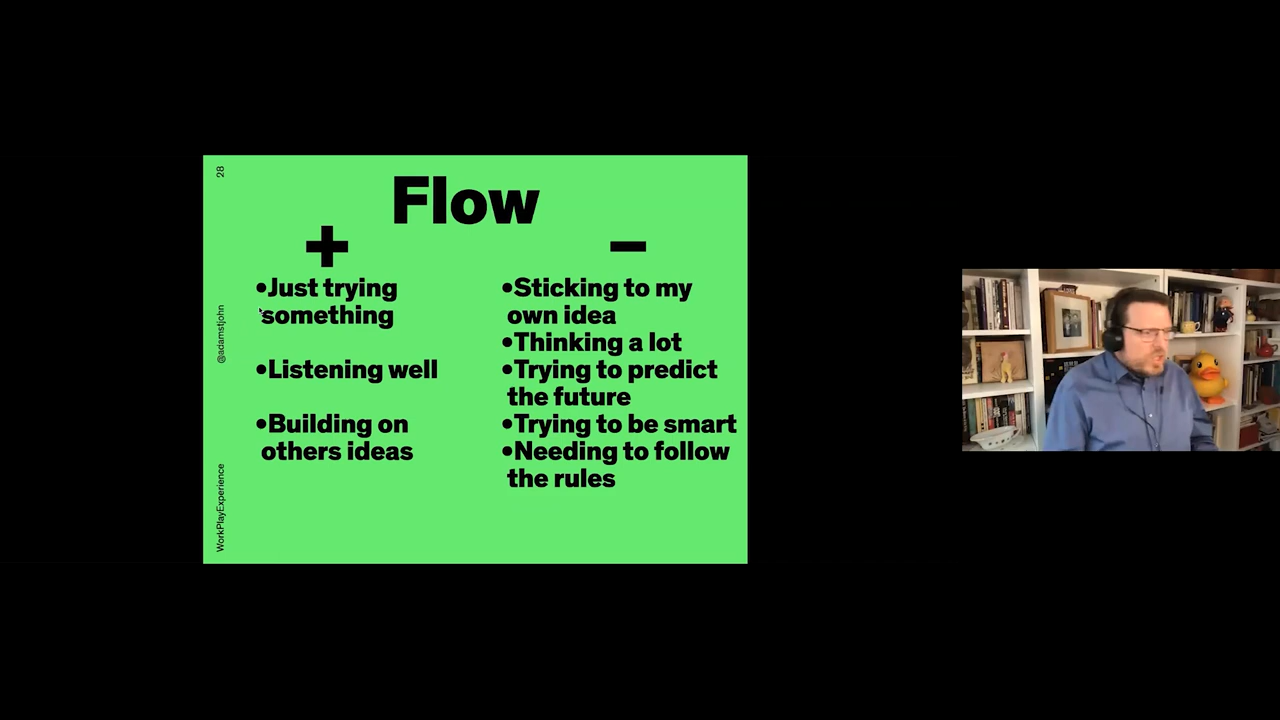 28
Flow
+
–
•Just trying
something
•Listening well
•Building on
others ideas
•Sticking to my
own idea
•Thinking a lot
•Trying to predict
the future
•Trying to be smart
•Needing to follow
the rules
@adamstjohn
WorkPlayExperience